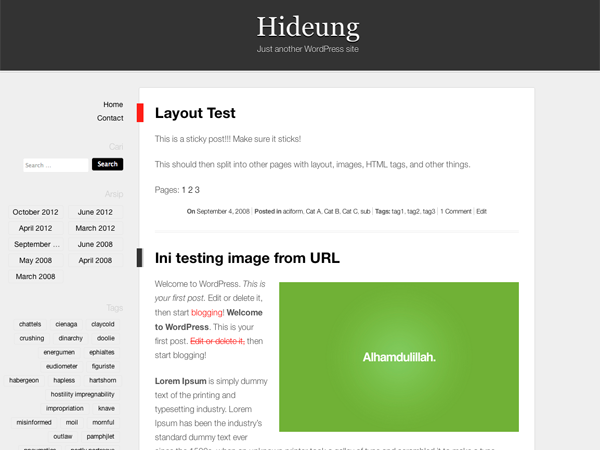 Hideung
Just another WordPress site
Home
Contact
Cari
Search ...
Search
Arsip
October 2012 June 2012
April 2012 March 2012
September ... June 2008
May 2008 April 2008
March 2008
Tags
chattels cienaga claycold
crushing dinarchy doolie
energumen ephialtes
eudiometer figuriste
habergeon hapless hartshorn
hostility impregnability
impropriation knave
misinformed moil mornful
outlaw pamphjlet
Layout Test
This is a sticky post!!! Make sure it sticks!
This should then split into other pages with layout, images, HTML tags, and other things.
Pages: 1 2 3
On September 4, 2008 | Posted in aciform, Cat A, Cat B, Cat C, sub | Tags: tag1, tag2, tag3 | 1 Comment | Edit
Ini testing image from URL
Welcome to WordPress. This is
your first post. Edit or delete it,
then start blogging! Welcome
to WordPress. This is your
first post. Edit or delete it, then
start blogging!
Lorem Ipsum is simply dummy
text of the printing and
typesetting industry. Lorem
Ipsum has been the industry's
standard dummy text ever
Alhamdulillah.